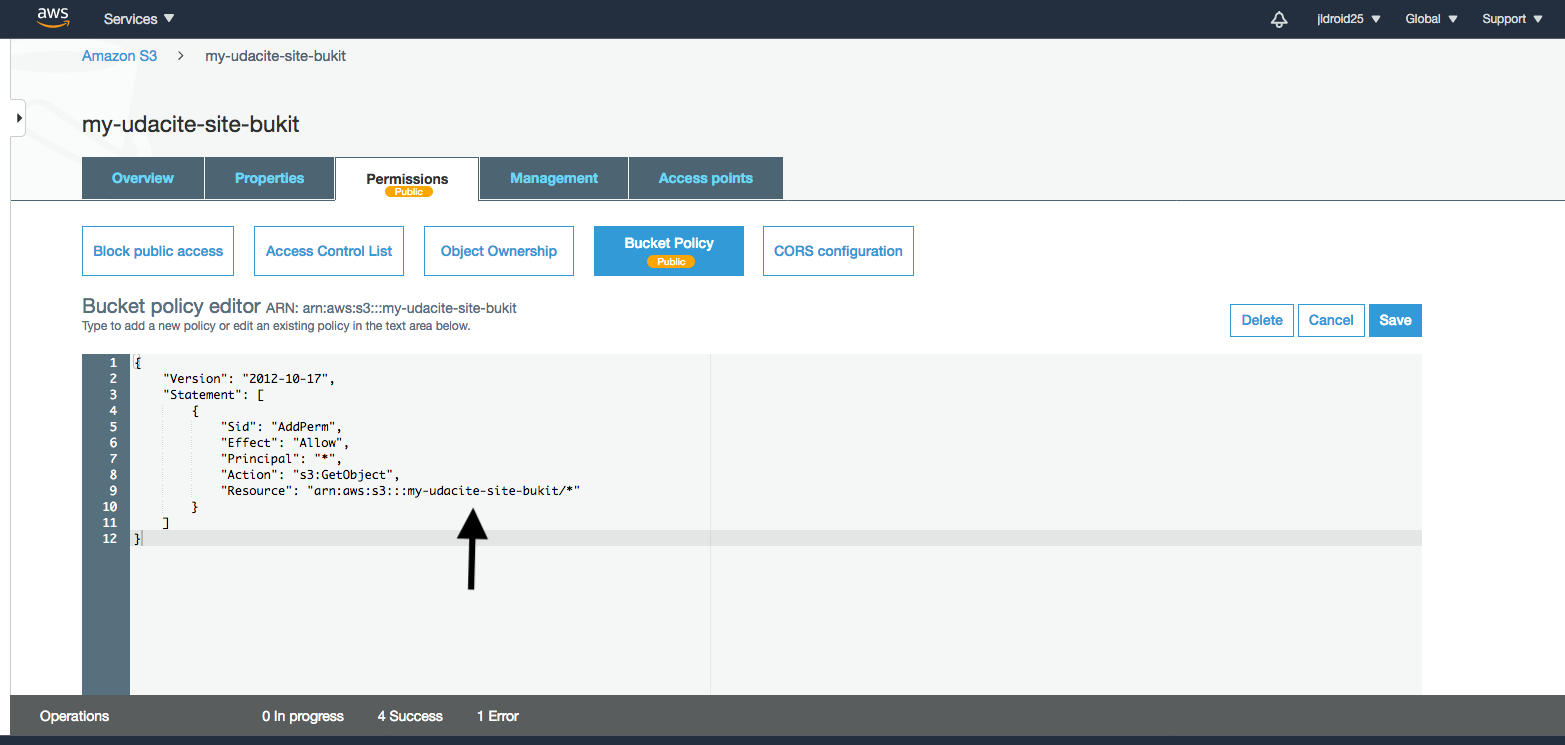 aws Services jldroid25 Global Support
Amazon S3 > my-udacite-site-bukit
my-udacite-site-bukit
Overview Properties Permissions Management Access points
Public
Block public access Access Control List Object Ownership Bucket Policy CORS configuration
Public
Bucket policy editor ARN: arn:aws:s3:::my-udacite-site-bukit
Type to add a new policy or edit an existing policy in the text area below.
Delete Cancel Save
1 {
2 "Version": "2012-10-17",
3 "Statement": [
4 {
5 "Sid": "AddPerm",
6 "Effect": "Allow",
7 "Principal": "*",
8 "Action": "s3:GetObject",
9 "Resource": "arn:aws:s3:::my-udacite-site-bukit/*"
10 }
11 ]
12 }
Operations 0 In progress 4 Success 1 Error